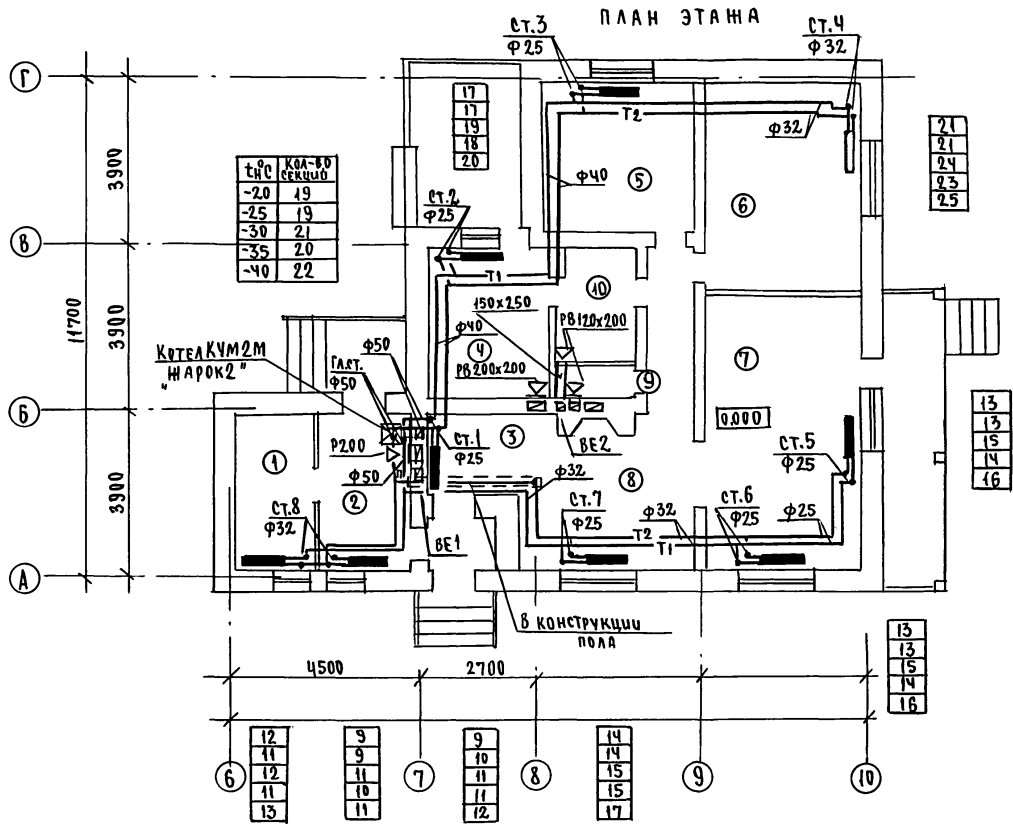 ПЛАН ЭТАЖА
СТ.3
Ф25
СТ.4
Ф32
Г
17
17
19
18
20
Т2
Ф32
21
21
24
23
25
3900
tн°С
КОЛ-ВО СЕКЦИЙ
-20 19
-25 19
-30 21
-35 20
-40 22
Ф40
5
6
СТ.2
Ф25
В
Т1
10
150х250
РВ120х200
11700
3900
Ф40
4
7
КОТЕЛ КУМ2М
"ЖАРОК2"
Ф50
ГЛ.СТ.
Ф50
РВ200х200
9
Б
0.000
13
13
15
14
16
3
СТ.1
Ф25
ВЕ2
СТ.5
Ф25
1
Р200
Ф50
2
8
3900
СТ.8
Ф32
Ф32
СТ.7
Ф25
Ф32
СТ.6
Ф25
Ф25
Т2
Т1
ВЕ1
А
В КОНСТРУКЦИИ
ПОЛА
13
13
15
14
16
4500
2700
6
7
8
9
10
12
11
12
11
13
9
9
11
10
11
9
10
11
11
12
14
14
15
15
17